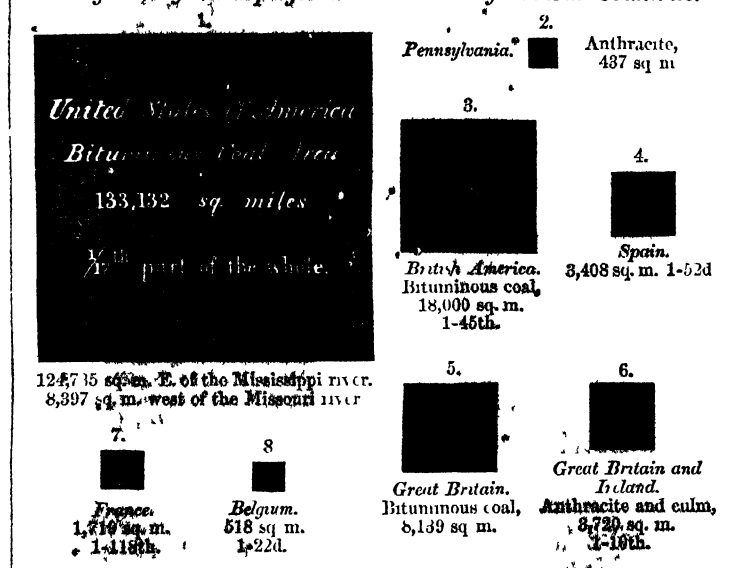 1.
United States of America
Bituminous Coal Area
133,132 sq. miles
1/17th part of the whole.
124,735 sq. m. E. of the Mississippi river.
8,397 sq. m. west of the Missouri river
2.
Pennsylvania.
Anthracite,
437 sq m
3.
British America.
Bituminous coal,
18,000 sq. m.
1-45th.
4.
Spain.
3,408 sq. m. 1-52d
5.
Great Britain.
Bituminous coal,
8,139 sq m.
6.
Great Britain and
Ireland.
Anthracite and culm,
3,720 sq. m.
1-10th.
7.
France.
1,719 sq. m.
1-118th.
8
Belgium.
518 sq m.
1-22d.